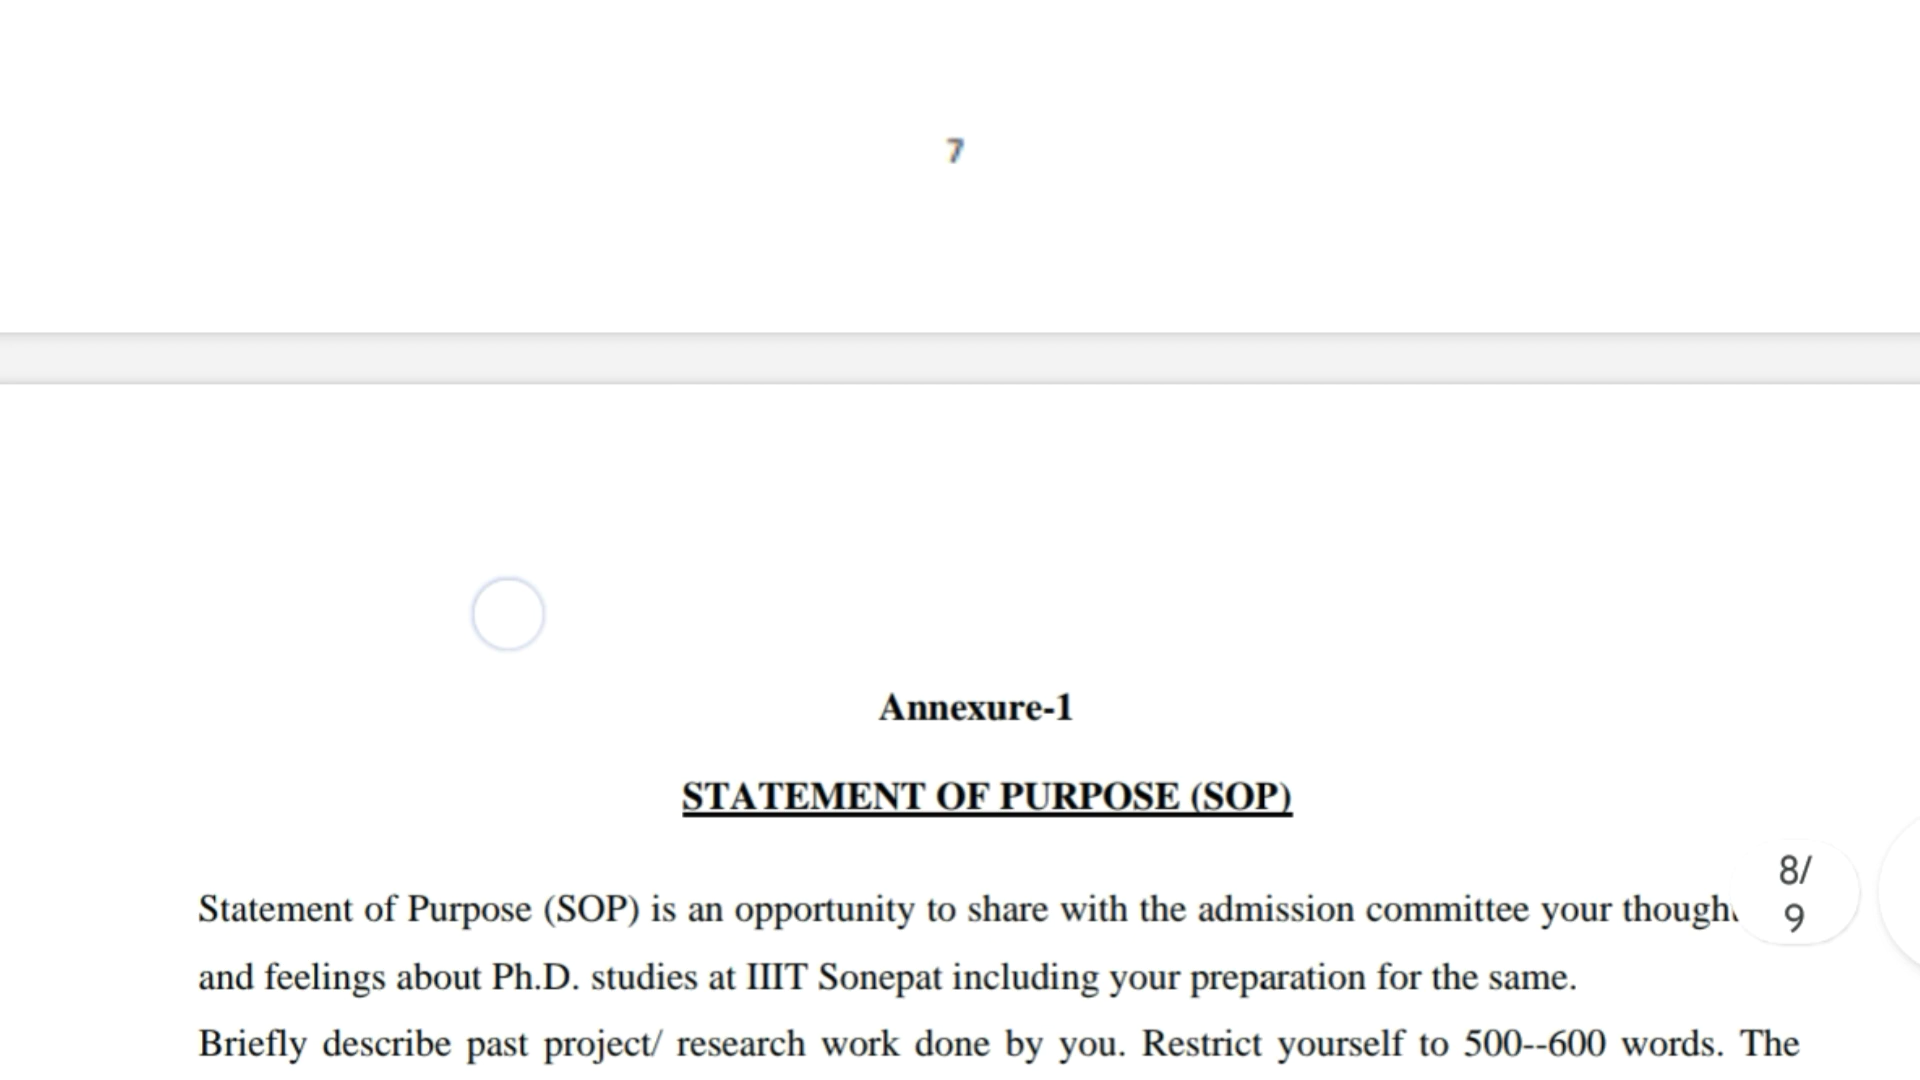 7
Annexure-1
STATEMENT OF PURPOSE (SOP)
Statement of Purpose (SOP) is an opportunity to share with the admission committee your
8/
9
and feelings about Ph.D. studies at IIIT Sonepat including your preparation for the same.
Briefly describe past project/ research work done by you. Restrict yourself to 500--600 words. The